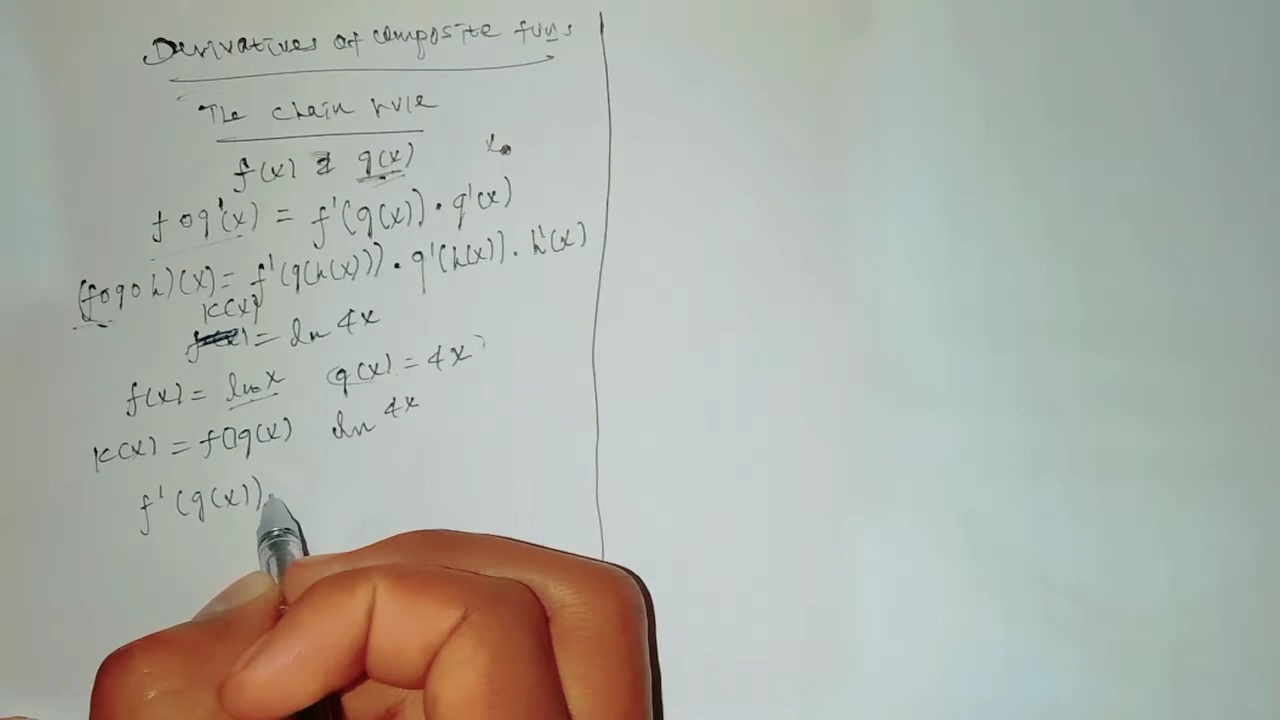 Derivatives of composite funs
The chain rule
f(x) g(x) x
fog'(x) = f'(g(x)) · g'(x)
(fogoh)(x) = f'(g(h(x))) · g'(h(x)) · h'(x)
K(x)
= ln 4x
f(x) = ln x g(x) = 4x
K(x) = fog(x) ln 4x
f'(g(x)) ·